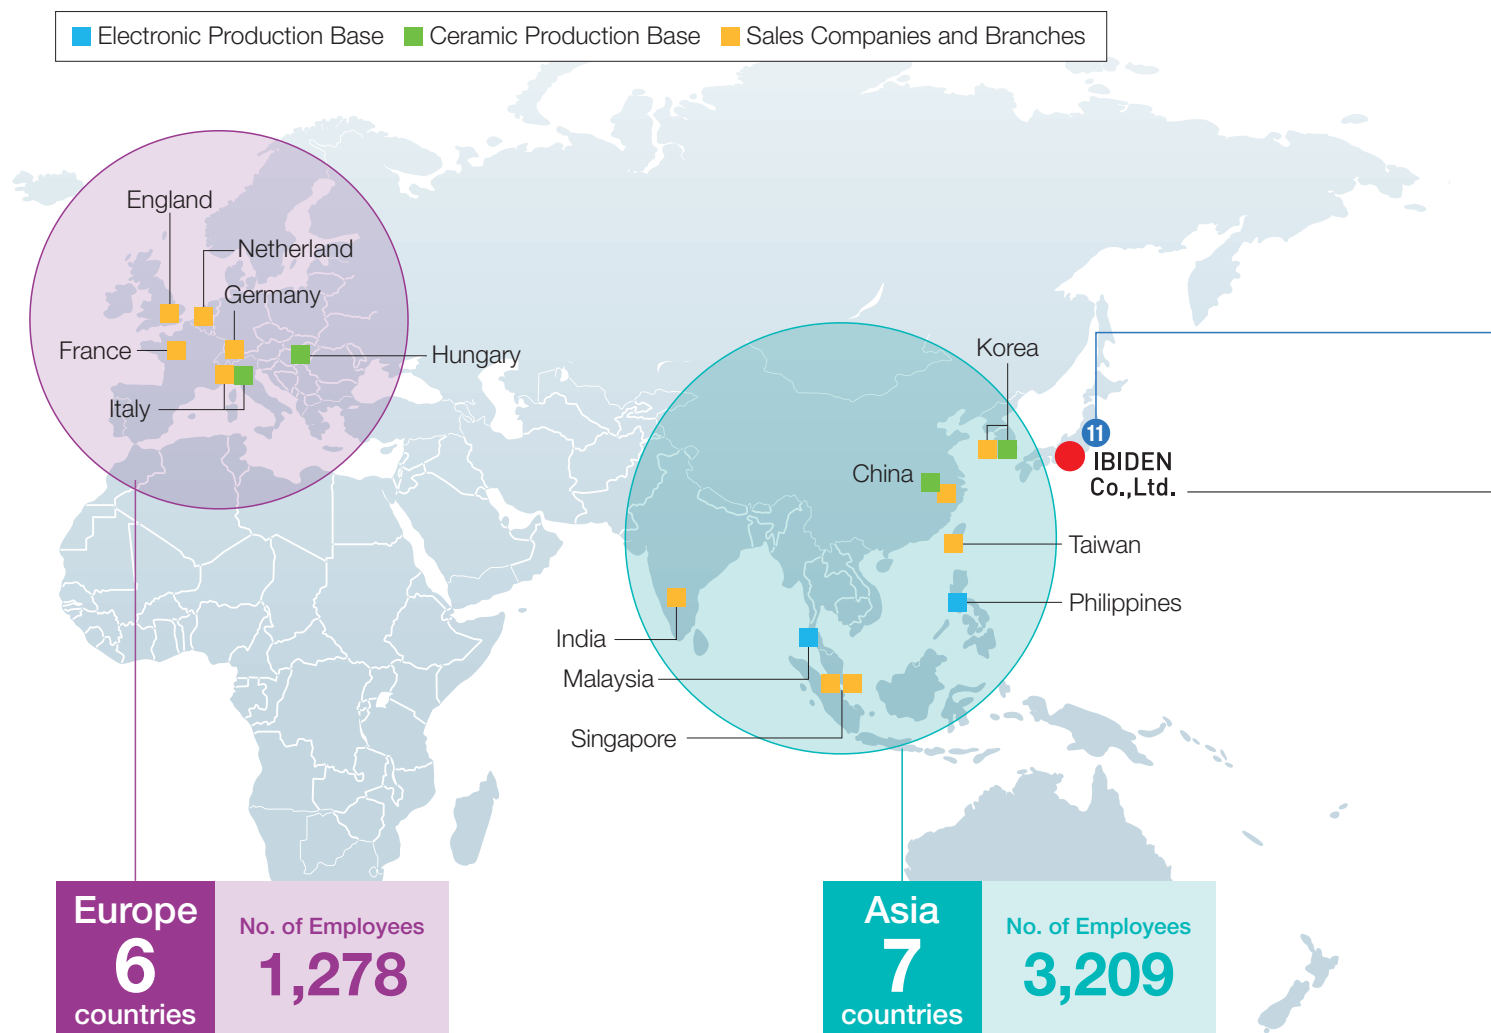 Electronic Production Base Ceramic Production Base Sales Companies and Branches
England
Netherland
Germany
France
Hungary
Italy
Korea
11
IBIDEN
Co.,Ltd.
China
Taiwan
Philippines
India
Malaysia
Singapore
Europe
6
countries
No. of Employees
1,278
Asia
7
countries
No. of Employees
3,209